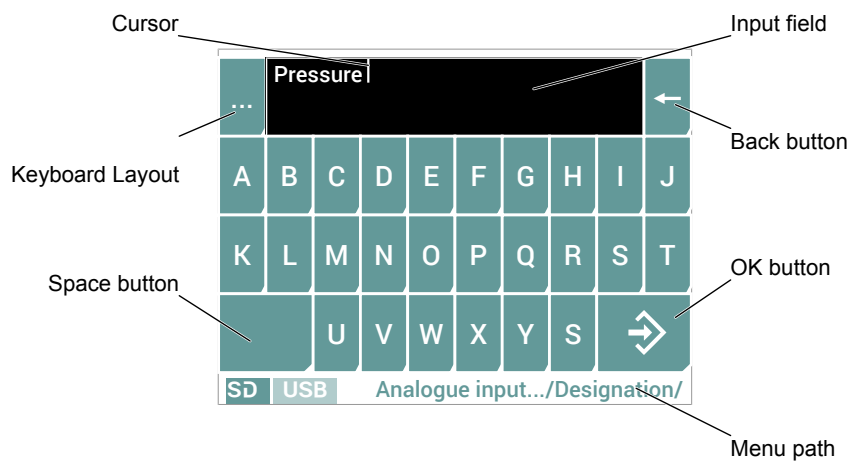 Cursor
Input field
Pressure
...
Back button
Keyboard Layout
A B C D E F G H I J
K L M N O P Q R S T
OK button
Space button
U V W X Y S
SD USB Analogue input.../Designation/
Menu path